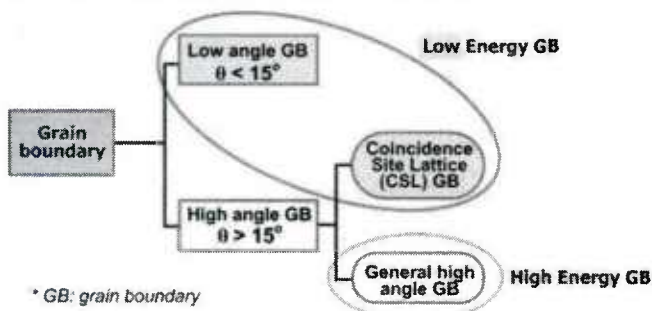 Low Energy GB
Low angle GB
θ < 15°
Grain
boundary
Coincidence
Site Lattice
(CSL) GB
High angle GB
θ > 15°
General high
angle GB
High Energy GB
* GB: grain boundary